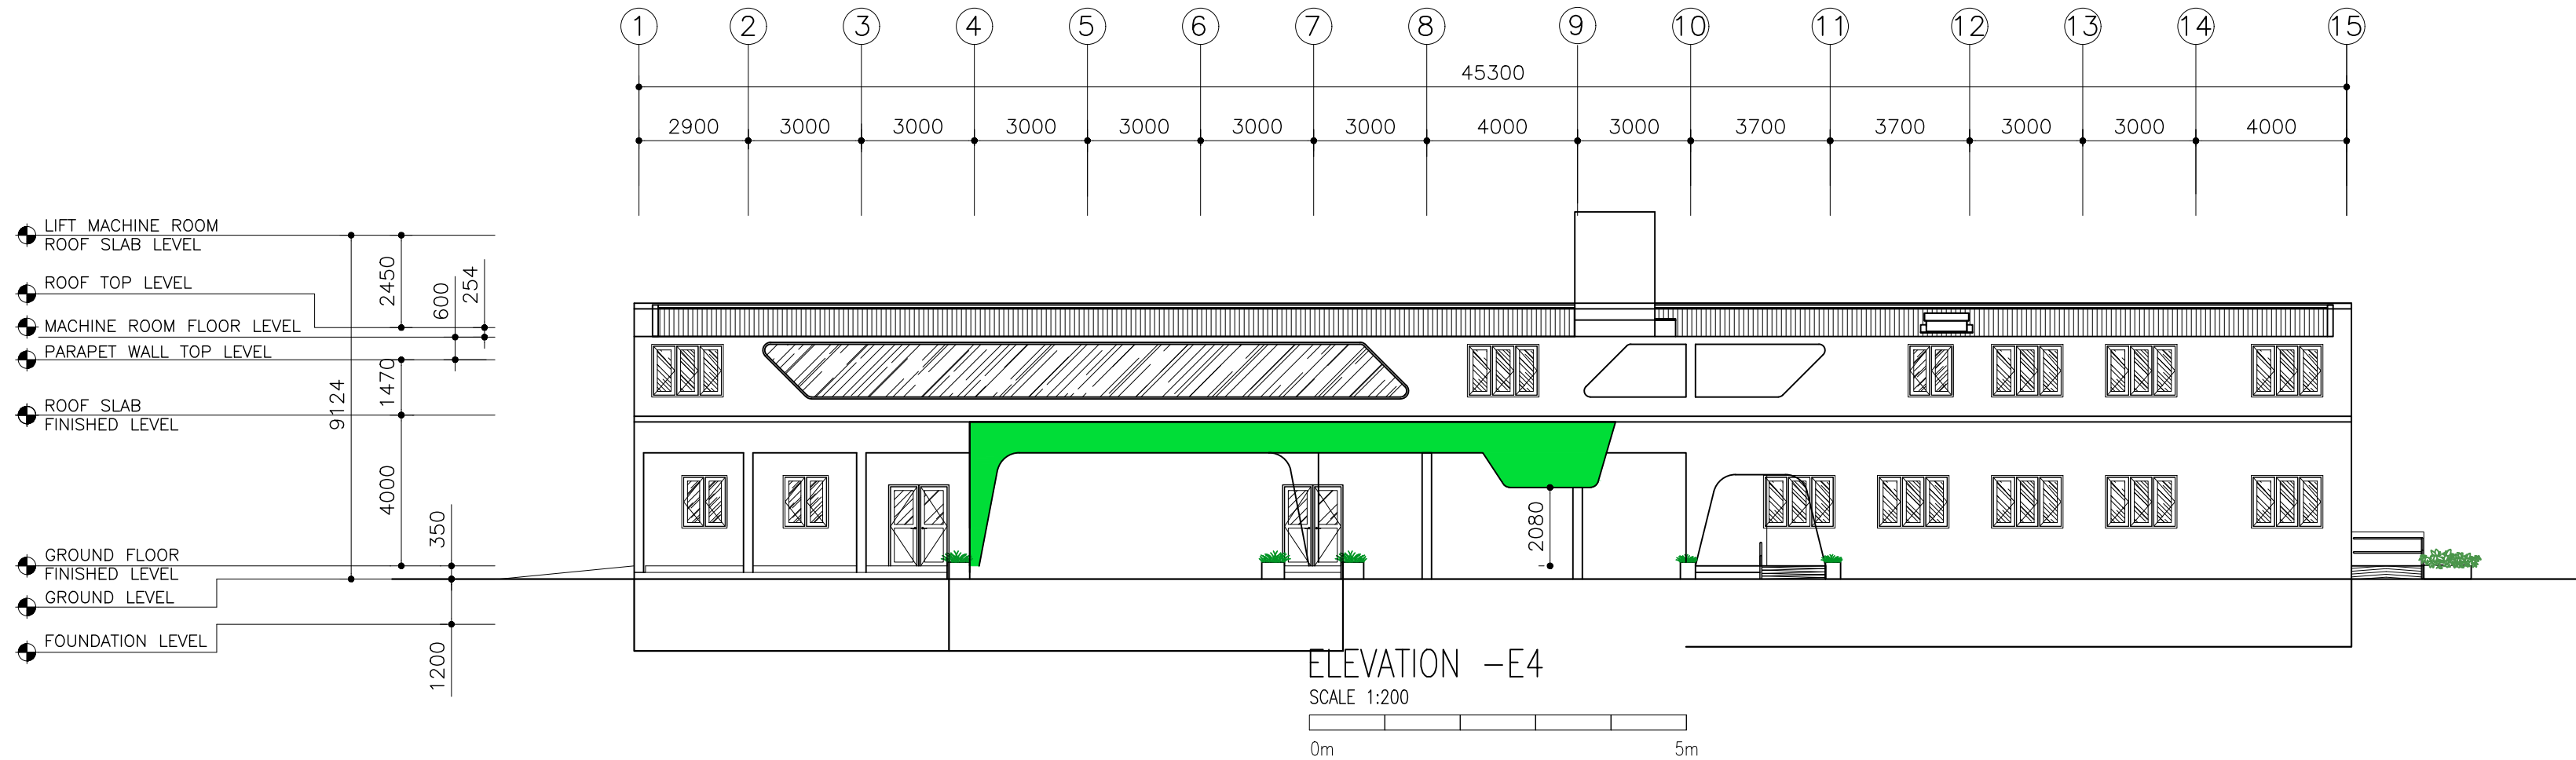 1 2 3 4 5 6 7 8 9 10 11 12 13 14 15
45300
2900 3000 3000 3000 3000 3000 3000 4000 3000 3700 3700 3000 3000 4000
LIFT MACHINE ROOM
ROOF SLAB LEVEL
ROOF TOP LEVEL
MACHINE ROOM FLOOR LEVEL
PARAPET WALL TOP LEVEL
ROOF SLAB
FINISHED LEVEL
GROUND FLOOR
FINISHED LEVEL
GROUND LEVEL
FOUNDATION LEVEL
9124
2450
1470
4000
600
254
350
1200
2080
ELEVATION -E4
SCALE 1:200
0m 5m